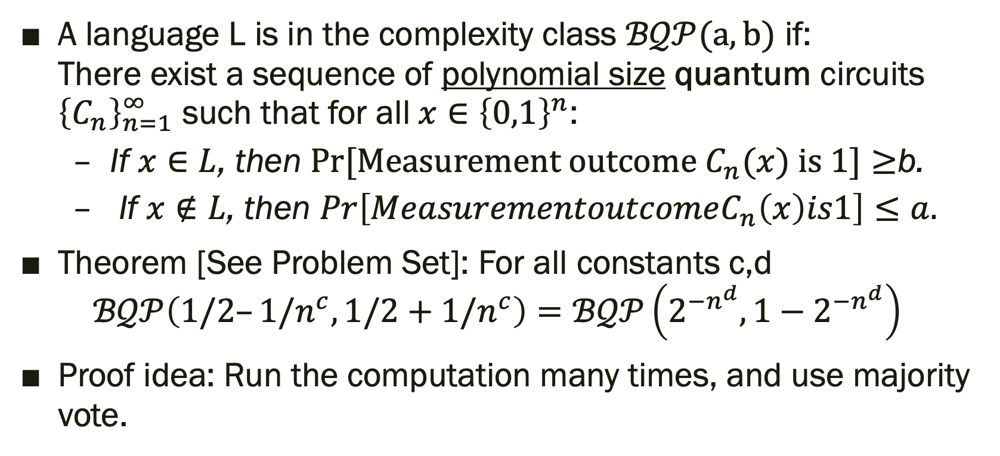 ■ A language L is in the complexity class 𝓑𝓠𝓟(a, b) if:
There exist a sequence of polynomial size quantum circuits
{Cₙ}ₙ₌₁^∞ such that for all x ∈ {0,1}ⁿ:
– If x ∈ L, then Pr[Measurement outcome Cₙ(x) is 1] ≥b.
– If x ∉ L, then Pr[MeasurementoutcomeCₙ(x)is1] ≤ a.
■ Theorem [See Problem Set]: For all constants c,d
𝓑𝓠𝓟(1/2– 1/n^c, 1/2 + 1/n^c) = 𝓑𝓠𝓟(2^{−n^d}, 1 − 2^{−n^d})
■ Proof idea: Run the computation many times, and use majority
vote.